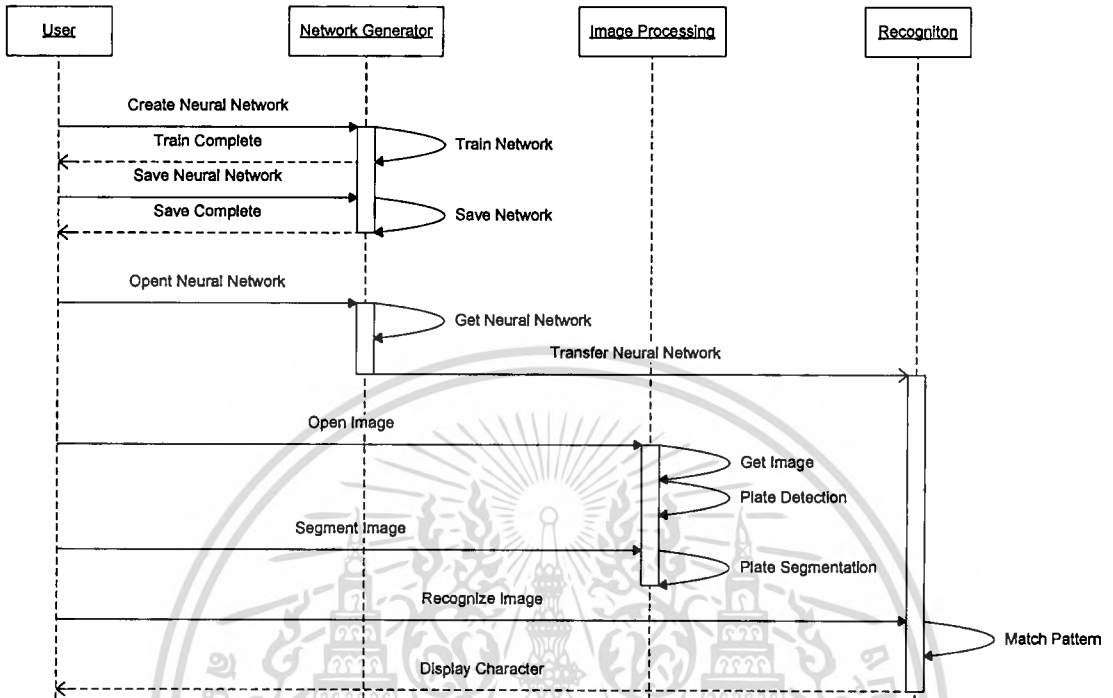 User
Network Generator
Image Processing
Recogniton
Create Neural Network
Train Network
Train Complete
Save Neural Network
Save Network
Save Complete
Opent Neural Network
Get Neural Network
Transfer Neural Network
Open Image
Get Image
Plate Detection
Segment Image
Plate Segmentation
Recognize Image
Match Pattern
Display Character